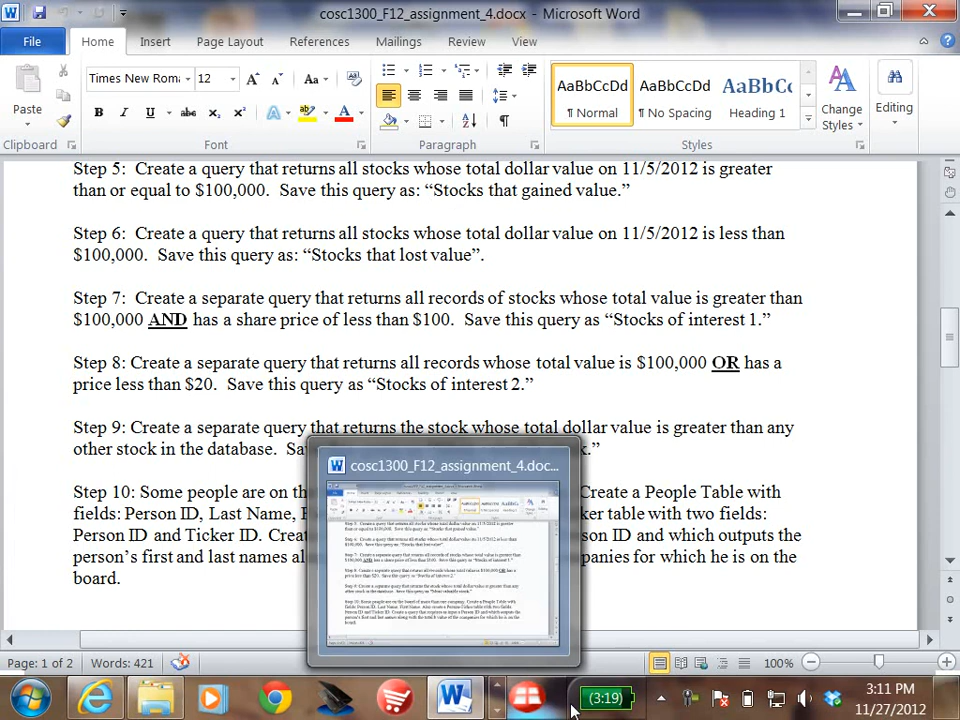 cosc1300_F12_assignment_4.docx - Microsoft Word
File Home Insert Page Layout References Mailings Review View
Times New Roma 12
Paste
AaBbCcDd AaBbCcDd AaBbC
¶ Normal ¶ No Spacing Heading 1
Change Styles
Editing
Clipboard Font Paragraph Styles
Step 5: Create a query that returns all stocks whose total dollar value on 11/5/2012 is greater
than or equal to $100,000. Save this query as: “Stocks that gained value.”
Step 6: Create a query that returns all stocks whose total dollar value on 11/5/2012 is less than
$100,000. Save this query as: “Stocks that lost value”.
Step 7: Create a separate query that returns all records of stocks whose total value is greater than
$100,000 AND has a share price of less than $100. Save this query as “Stocks of interest 1.”
Step 8: Create a separate query that returns all records whose total value is $100,000 OR has a
price less than $20. Save this query as “Stocks of interest 2.”
Step 9: Create a separate query that returns the stock whose total dollar value is greater than any
other stock in the database. Sav k.”
Step 10: Some people are on th Create a People Table with
fields: Person ID, Last Name, F ker table with two fields:
Person ID and Ticker ID. Creat son ID and which outputs the
person’s first and last names al panies for which he is on the
board.
cosc1300_F12_assignment_4.doc...
Page: 1 of 2 Words: 421 100%
(3:19)
3:11 PM
11/27/2012